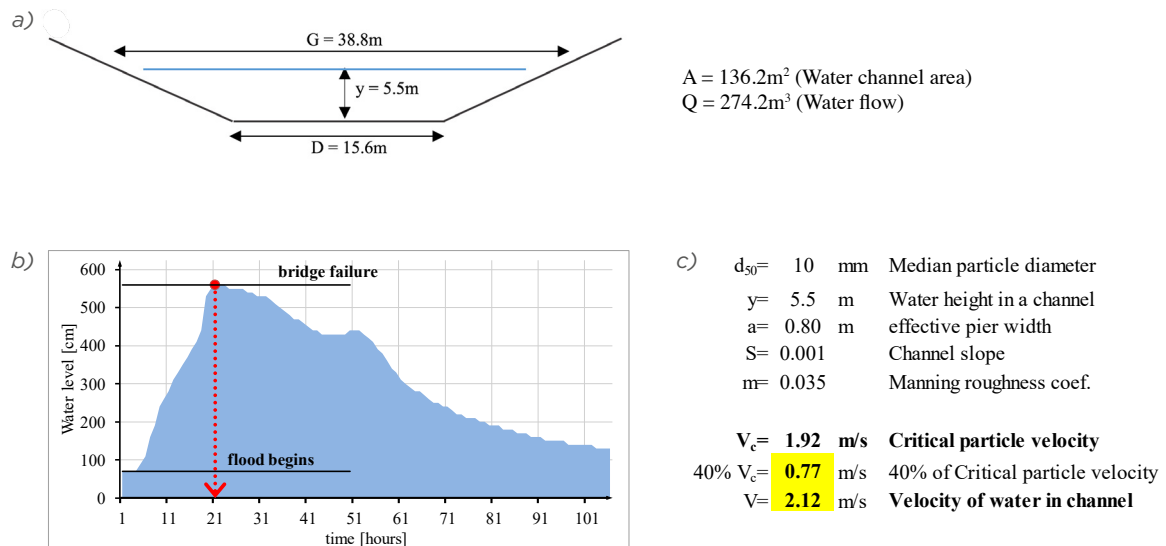 a)
G = 38.8m
y = 5.5m
D = 15.6m
A = 136.2m² (Water channel area)
Q = 274.2m³ (Water flow)
b)
Water level [cm]
600
500
400
300
200
100
0
bridge failure
flood begins
1 11 21 31 41 51 61 71 81 91 101
time [hours]
c)
d₅₀= 10 mm Median particle diameter
y= 5.5 m Water height in a channel
a= 0.80 m effective pier width
S= 0.001 Channel slope
m= 0.035 Manning roughness coef.
V꜀= 1.92 m/s Critical particle velocity
40% V꜀= 0.77 m/s 40% of Critical particle velocity
V= 2.12 m/s Velocity of water in channel